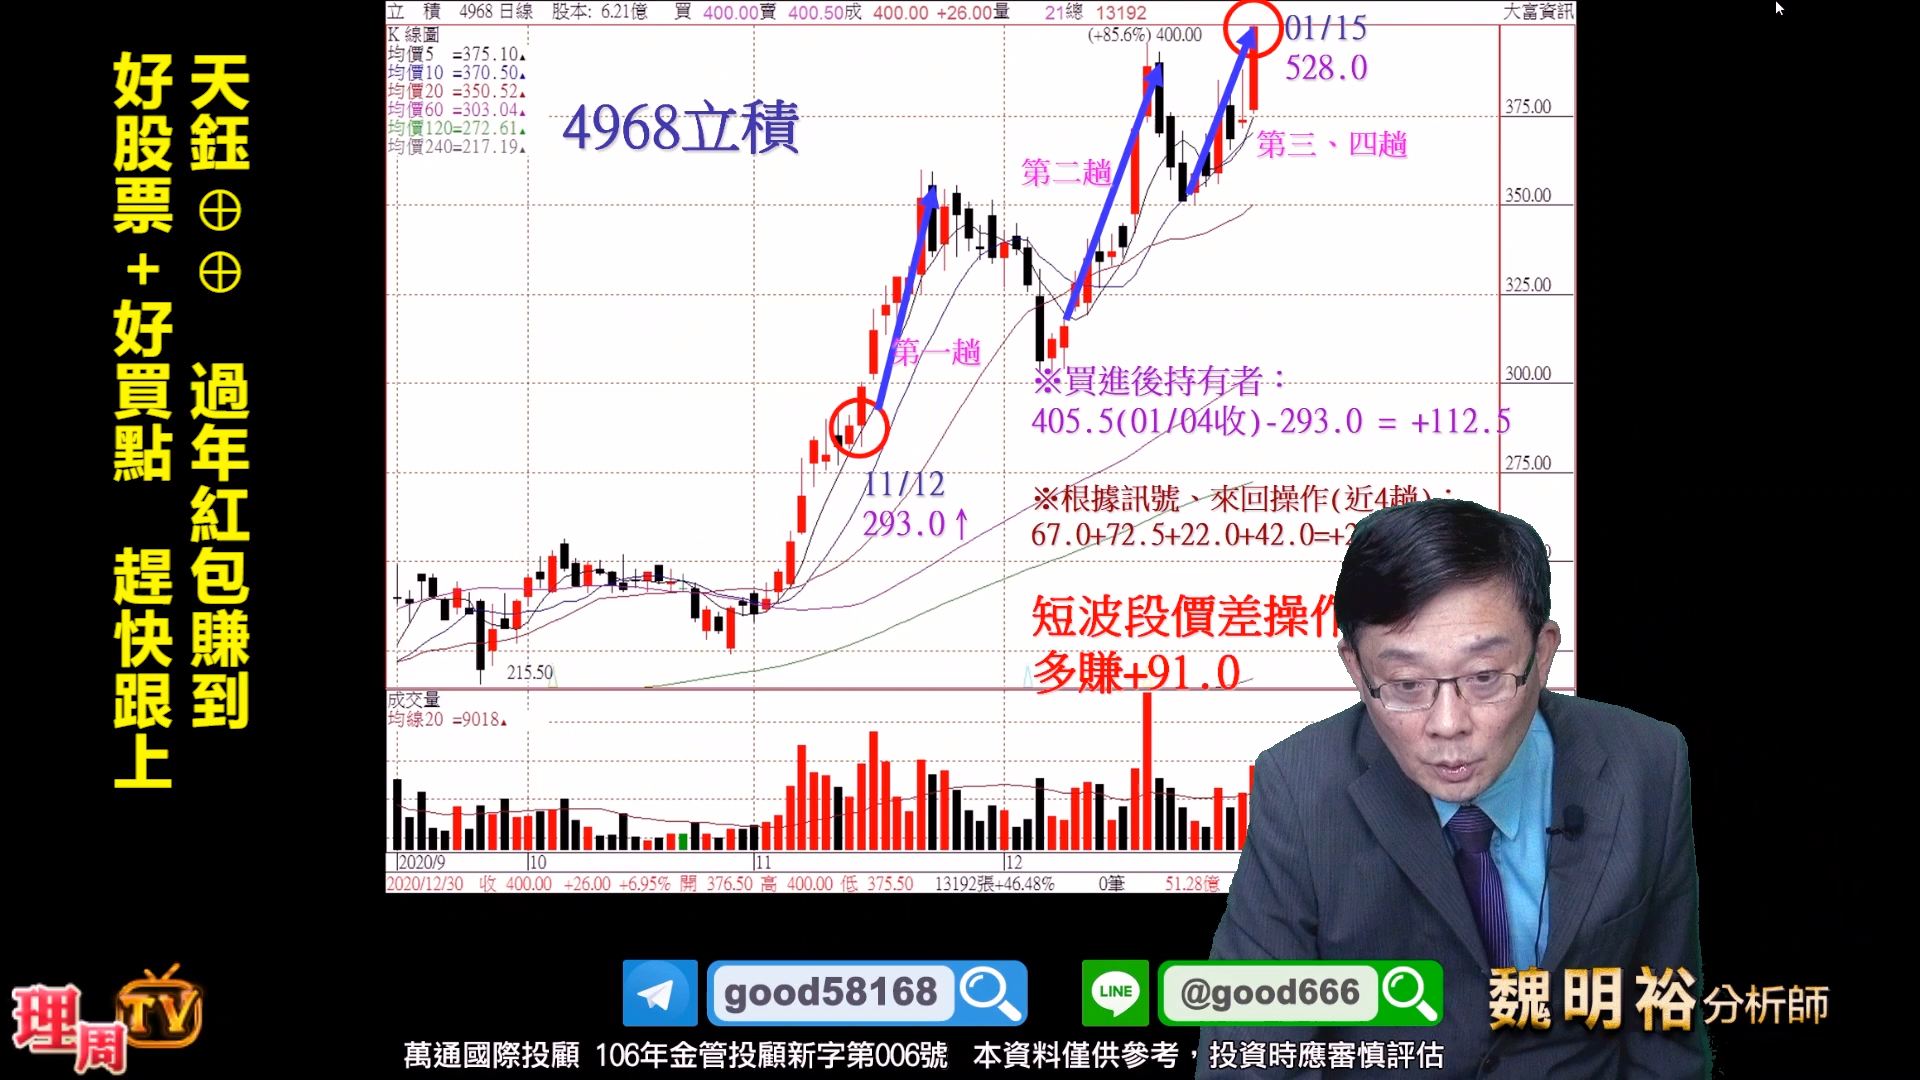 天鈺⊕⊕ 過年紅包賺到
好股票+好買點 趕快跟上
立 積 4968 日線 股本: 6.21億 買 400.00賣 400.50成 400.00 +26.00量 21總 13192 大富資訊
K 線圖
均價5 =375.10▴
均價10 =370.50▴
均價20 =350.52▴
均價60 =303.04▴
均價120=272.61▴
均價240=217.19▴
4968立積
(+85.6%) 400.00
01/15
528.0
第一趟
第二趟
第三、四趟
375.00
350.00
325.00
300.00
275.00
11/12
293.0↑
215.50
※買進後持有者：
405.5(01/04收)-293.0 = +112.5
※根據訊號、來回操作(近4趟)：
67.0+72.5+22.0+42.0=+2
短波段價差操作
多賺+91.0
成交量
均線20 =9018▴
2020/9 10 11 12
2020/12/30 收 400.00 +26.00 +6.95% 開 376.50 高 400.00 低 375.50 13192張+46.48% 0筆 51.28億
理周TV
good58168
LINE
@good666
魏明裕分析師
萬通國際投顧 106年金管投顧新字第006號 本資料僅供參考，投資時應審慎評估